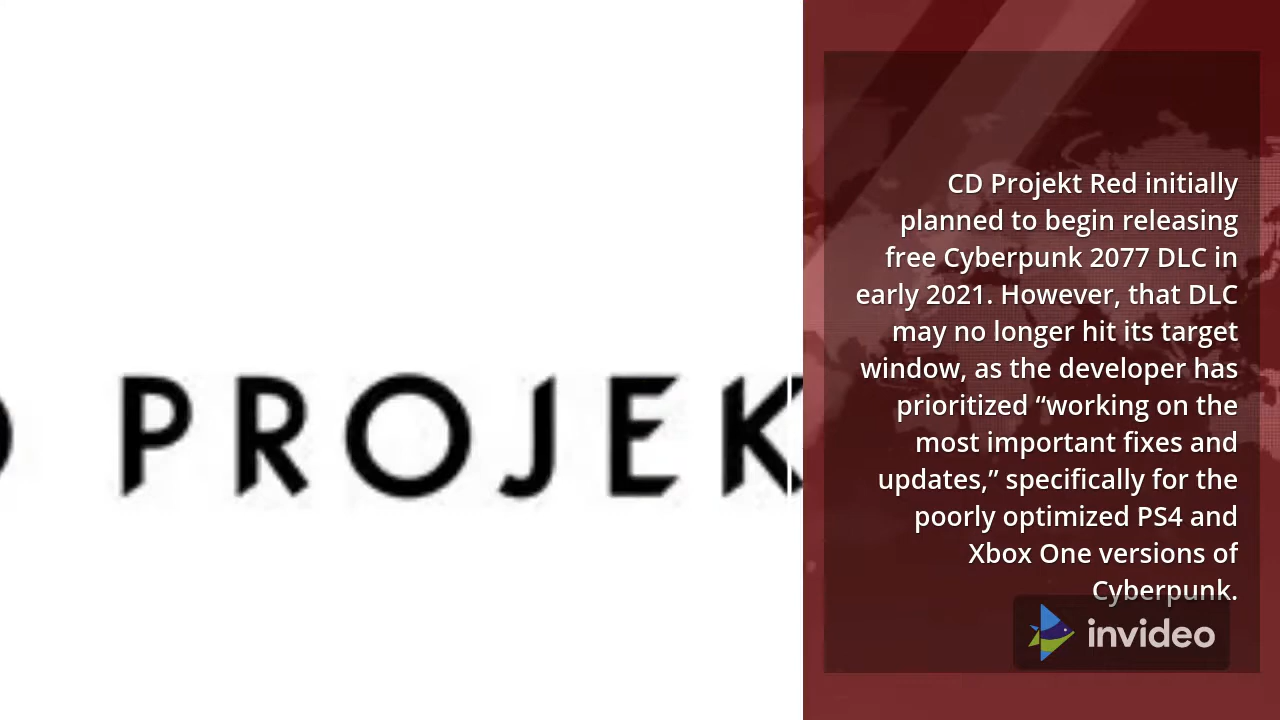 PROJEK
CD Projekt Red initially
planned to begin releasing
free Cyberpunk 2077 DLC in
early 2021. However, that DLC
may no longer hit its target
window, as the developer has
prioritized “working on the
most important fixes and
updates,” specifically for the
poorly optimized PS4 and
Xbox One versions of
Cyberpunk.
invideo